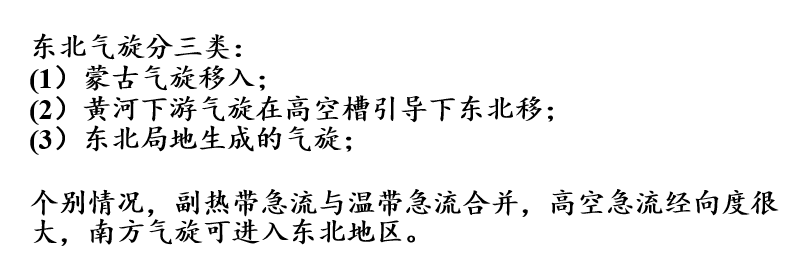 东北气旋分三类：
(1）蒙古气旋移入；
(2）黄河下游气旋在高空槽引导下东北移；
(3）东北局地生成的气旋；
个别情况，副热带急流与温带急流合并，高空急流经向度很
大，南方气旋可进入东北地区。